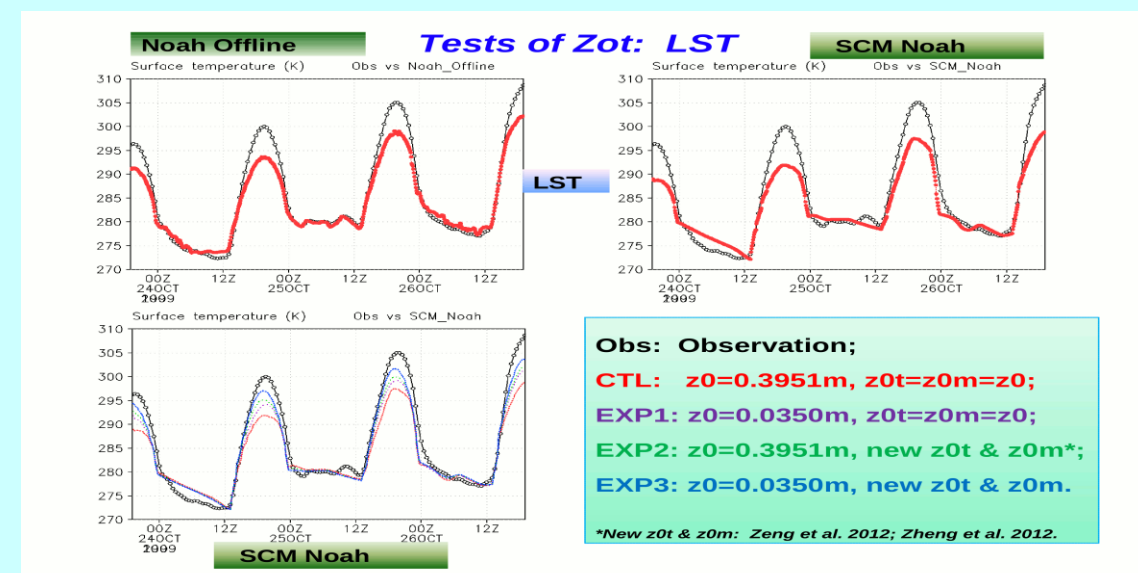 Tests of Zot: LST
Noah Offline
SCM Noah
Surface temperature (K) Obs vs Noah_Offline
310
305
300
295
290
285
280
275
270
00Z 12Z 00Z 12Z 00Z 12Z
24OCT 25OCT 26OCT
1999
LST
Surface temperature (K) Obs vs SCM_Noah
310
305
300
295
290
285
280
275
270
00Z 12Z 00Z 12Z 00Z 12Z
24OCT 25OCT 26OCT
1999
Surface temperature (K) Obs vs SCM_Noah
310
305
300
295
290
285
280
275
270
00Z 12Z 00Z 12Z 00Z 12Z
24OCT 25OCT 26OCT
1999
SCM Noah
Obs: Observation;
CTL: z0=0.3951m, z0t=z0m=z0;
EXP1: z0=0.0350m, z0t=z0m=z0;
EXP2: z0=0.3951m, new z0t & z0m*;
EXP3: z0=0.0350m, new z0t & z0m.
*New z0t & z0m: Zeng et al. 2012; Zheng et al. 2012.